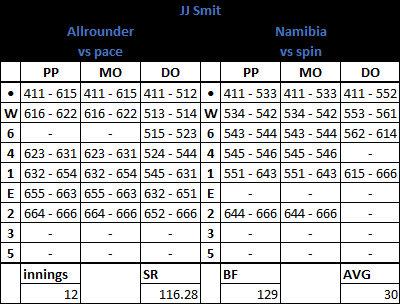 JJ Smit
Allrounder Namibia
vs pace vs spin
PP MO DO PP MO DO
• 411 - 615 411 - 615 411 - 512 • 411 - 533 411 - 533 411 - 552
W 616 - 622 616 - 622 513 - 514 W 534 - 542 534 - 542 553 - 561
6 - - 515 - 523 6 543 - 544 543 - 544 562 - 614
4 623 - 631 623 - 631 524 - 544 4 545 - 546 545 - 546 -
1 632 - 654 632 - 654 545 - 631 1 551 - 643 551 - 643 615 - 666
E 655 - 663 655 - 663 632 - 651 E - - -
2 664 - 666 664 - 666 652 - 666 2 644 - 666 644 - 666 -
3 - - - 3 - - -
5 - - - 5 - - -
innings SR BF AVG
12 116.28 129 30